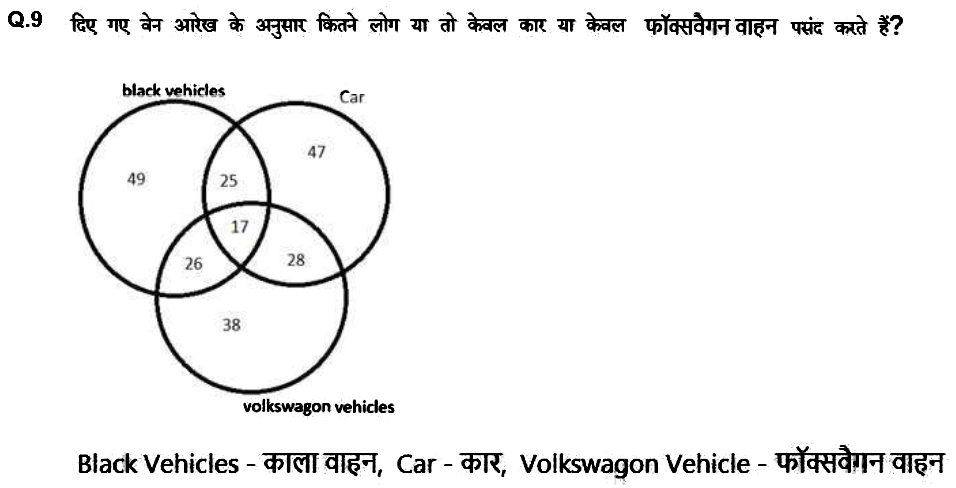 Q.9 दिए गए वेन आरेख के अनुसार कितने लोग या तो केवल कार या केवल फॉक्सवैगन वाहन पसंद करते हैं?
black vehicles
Car
47
49
25
17
26
28
38
volkswagon vehicles
Black Vehicles - काला वाहन, Car - कार, Volkswagon Vehicle - फॉक्सवैगन वाहन